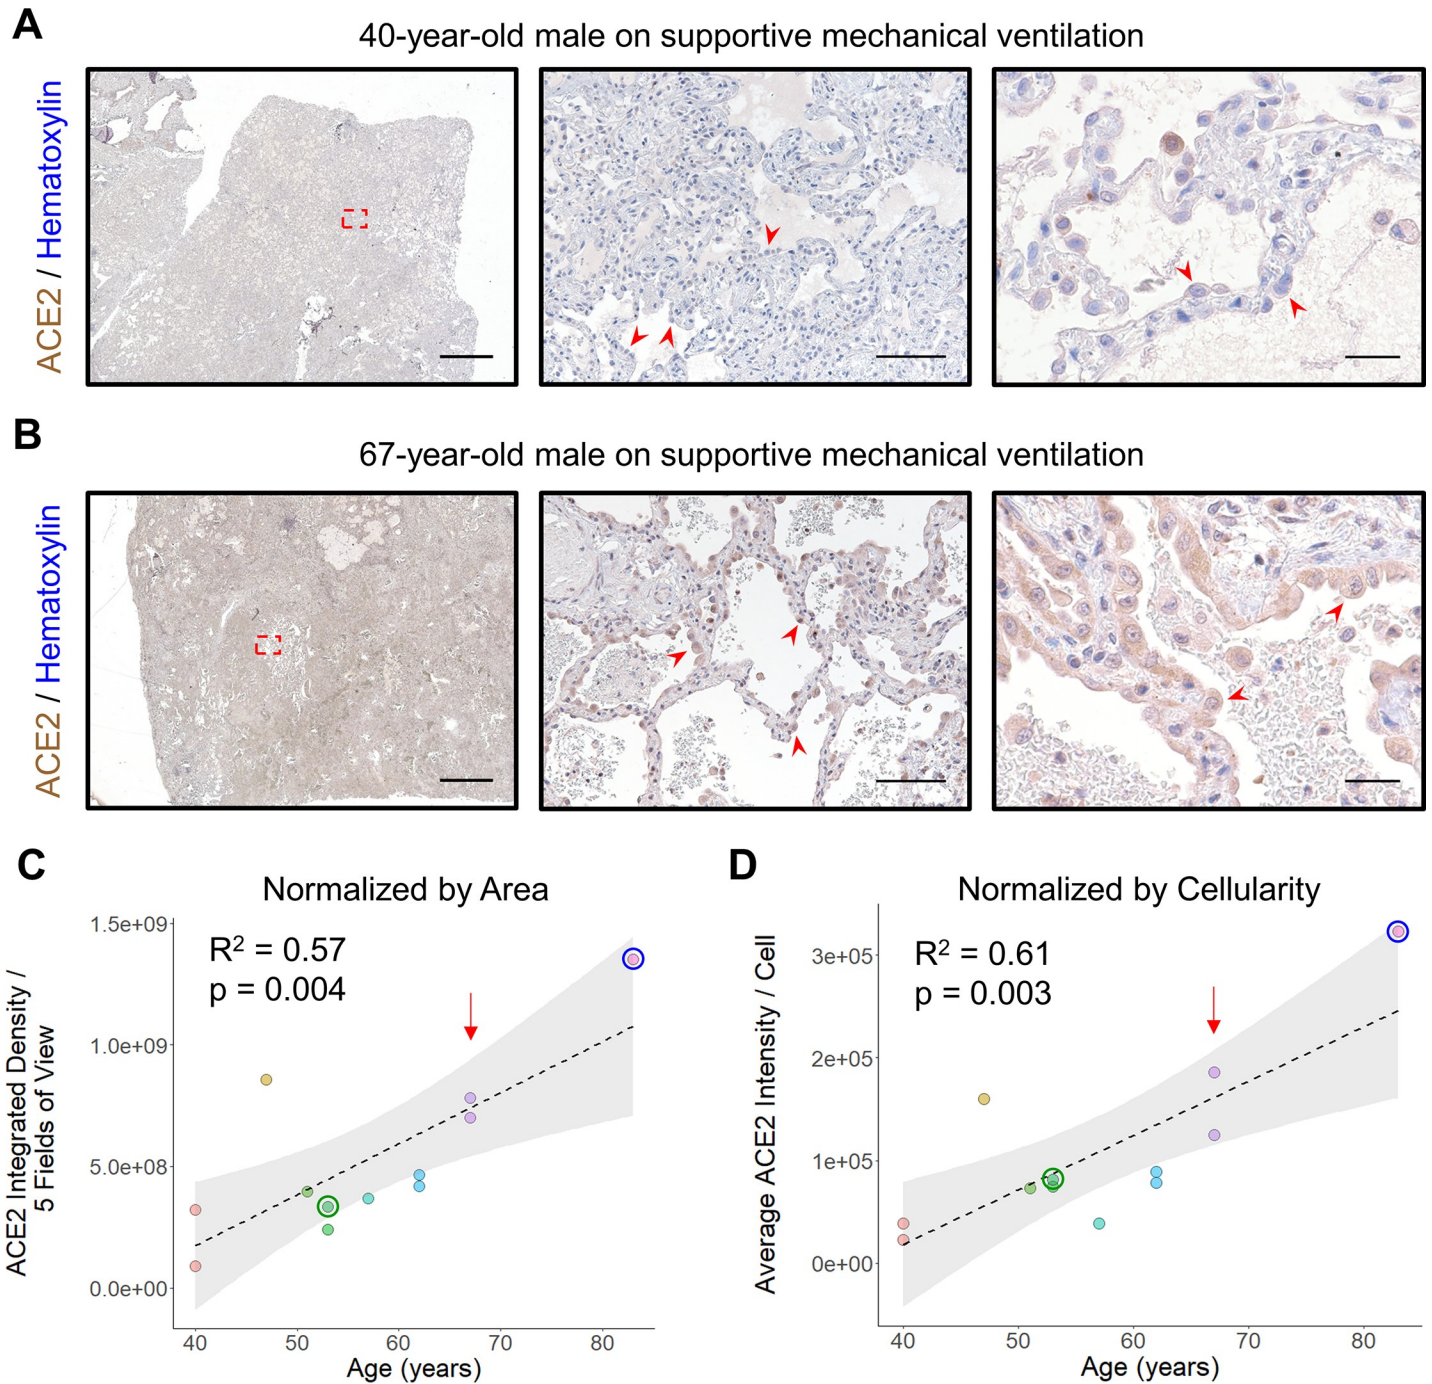 A
40-year-old male on supportive mechanical ventilation
ACE2 / Hematoxylin
B
67-year-old male on supportive mechanical ventilation
ACE2 / Hematoxylin
C
Normalized by Area
R² = 0.57
p = 0.004
ACE2 Integrated Density /
5 Fields of View
1.5e+09
1.0e+09
5.0e+08
0.0e+00
40 50 60 70 80
Age (years)
D
Normalized by Cellularity
R² = 0.61
p = 0.003
Average ACE2 Intensity / Cell
3e+05
2e+05
1e+05
0e+00
40 50 60 70 80
Age (years)